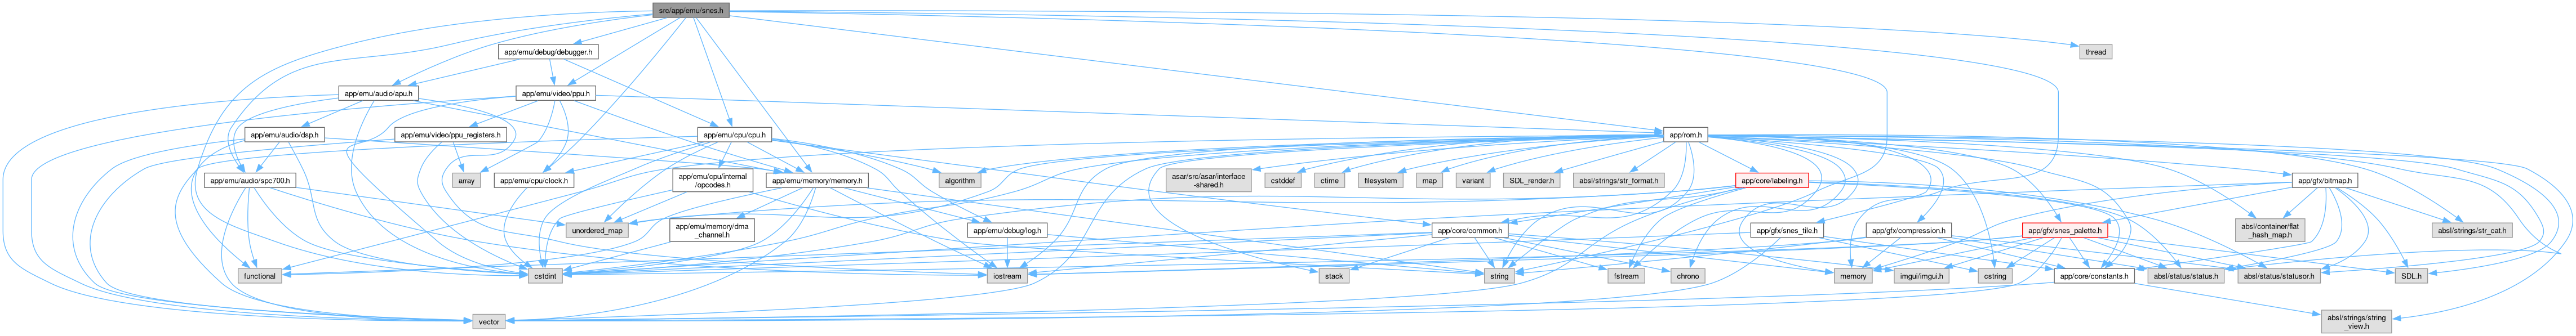 src/app/emu/snes.h
app/emu/debug/debugger.h
thread
app/emu/audio/apu.h
app/emu/video/ppu.h
app/emu/audio/dsp.h
app/emu/video/ppu_registers.h
app/emu/cpu/cpu.h
app/rom.h
app/emu/audio/spc700.h
array
app/emu/cpu/clock.h
app/emu/cpu/internal
/opcodes.h
app/emu/memory/memory.h
algorithm
asar/src/asar/interface
-shared.h
cstddef
ctime
filesystem
map
variant
SDL_render.h
absl/strings/str_format.h
app/core/labeling.h
app/gfx/bitmap.h
unordered_map
app/emu/memory/dma
_channel.h
app/emu/debug/log.h
app/core/common.h
app/gfx/snes_tile.h
app/gfx/compression.h
app/gfx/snes_palette.h
absl/container/flat
_hash_map.h
absl/strings/str_cat.h
functional
cstdint
iostream
stack
string
fstream
chrono
memory
imgui/imgui.h
cstring
app/core/constants.h
absl/status/status.h
absl/status/statusor.h
SDL.h
vector
absl/strings/string
_view.h